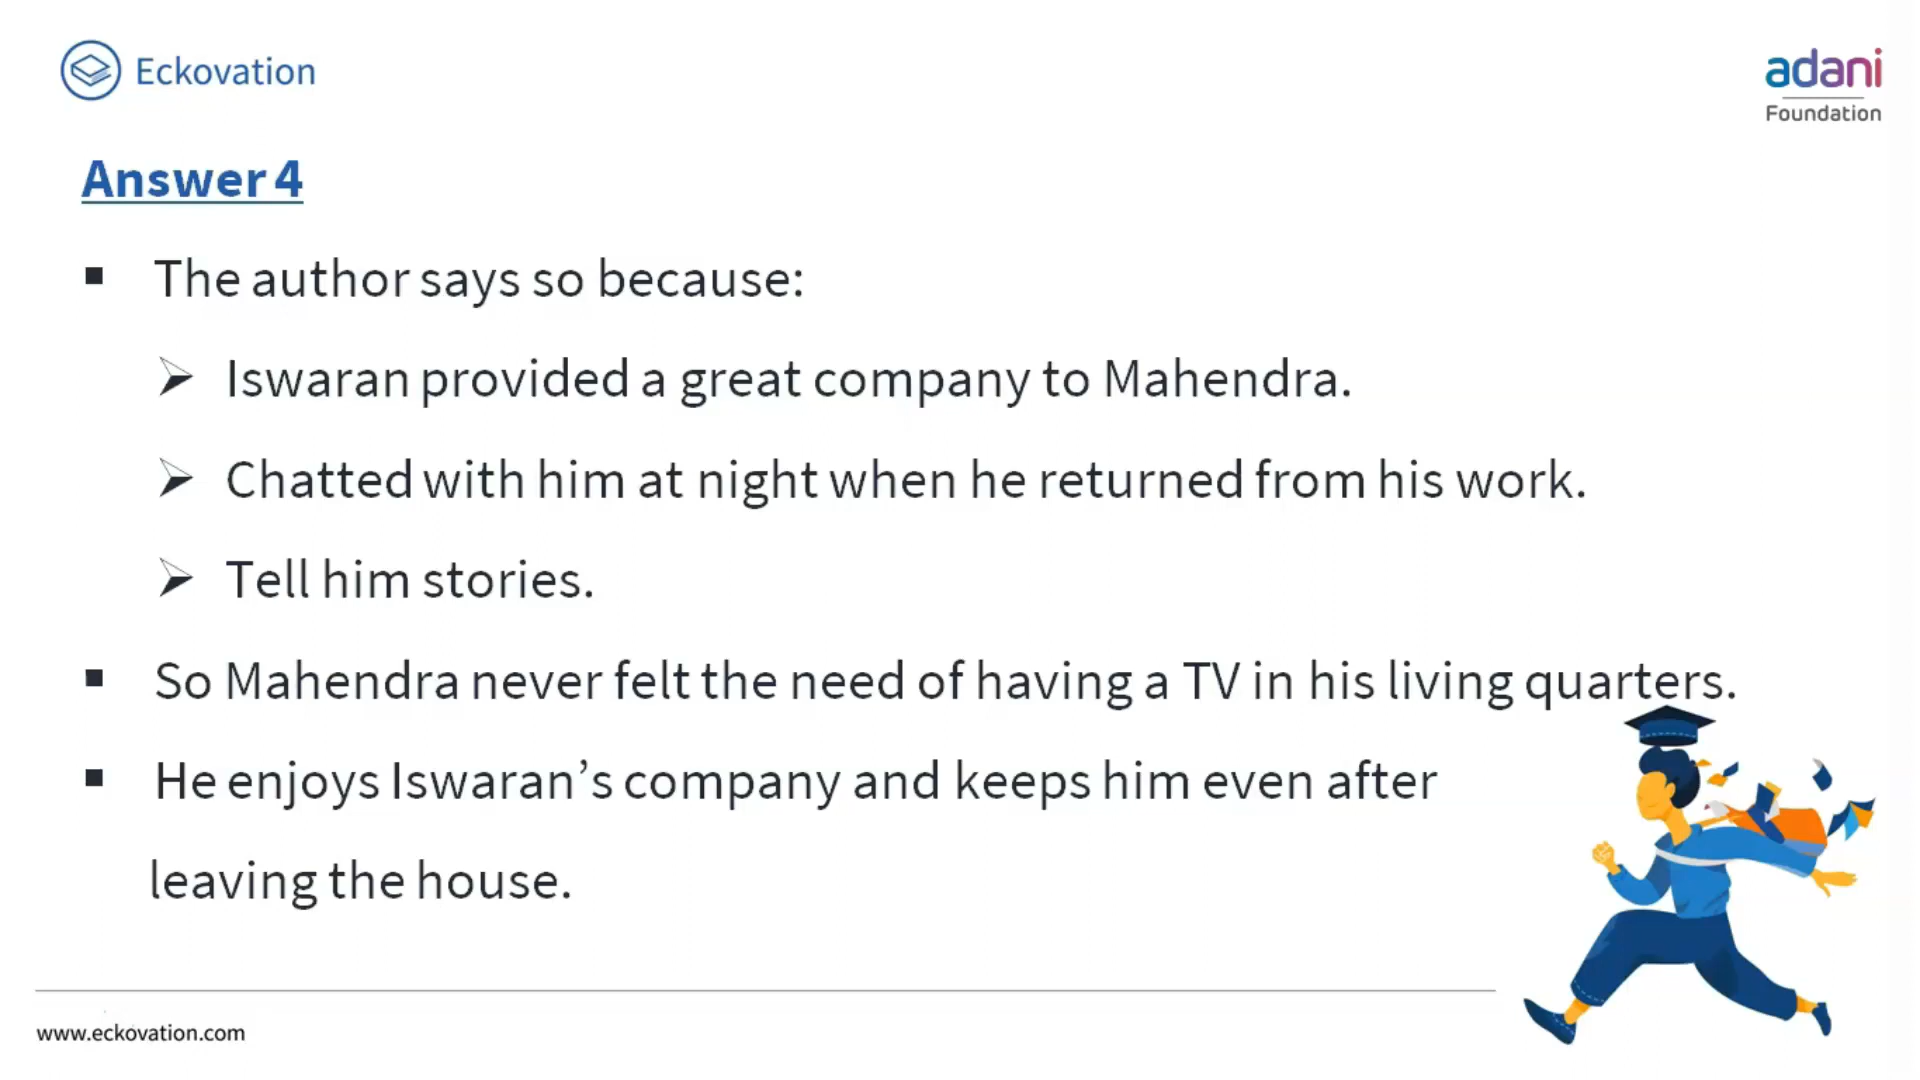 Eckovation
adani
Foundation
Answer 4
▪ The author says so because:
➢ Iswaran provided a great company to Mahendra.
➢ Chatted with him at night when he returned from his work.
➢ Tell him stories.
▪ So Mahendra never felt the need of having a TV in his living quarters.
▪ He enjoys Iswaran’s company and keeps him even after
leaving the house.
www.eckovation.com